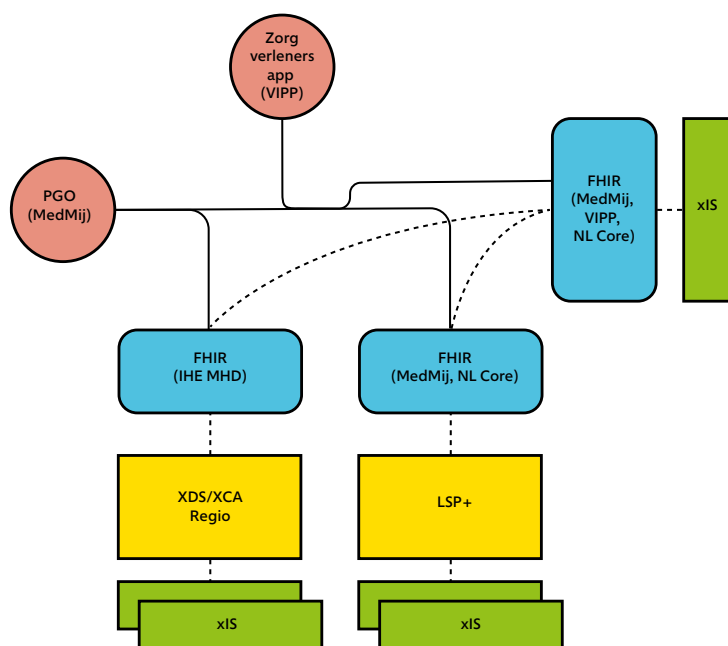 Zorg
verleners
app
(VIPP)
PGO
(MedMij)
FHIR
(MedMij,
VIPP,
NL Core)
xIS
FHIR
(IHE MHD)
FHIR
(MedMij, NL Core)
XDS/XCA
Regio
LSP+
xIS
xIS